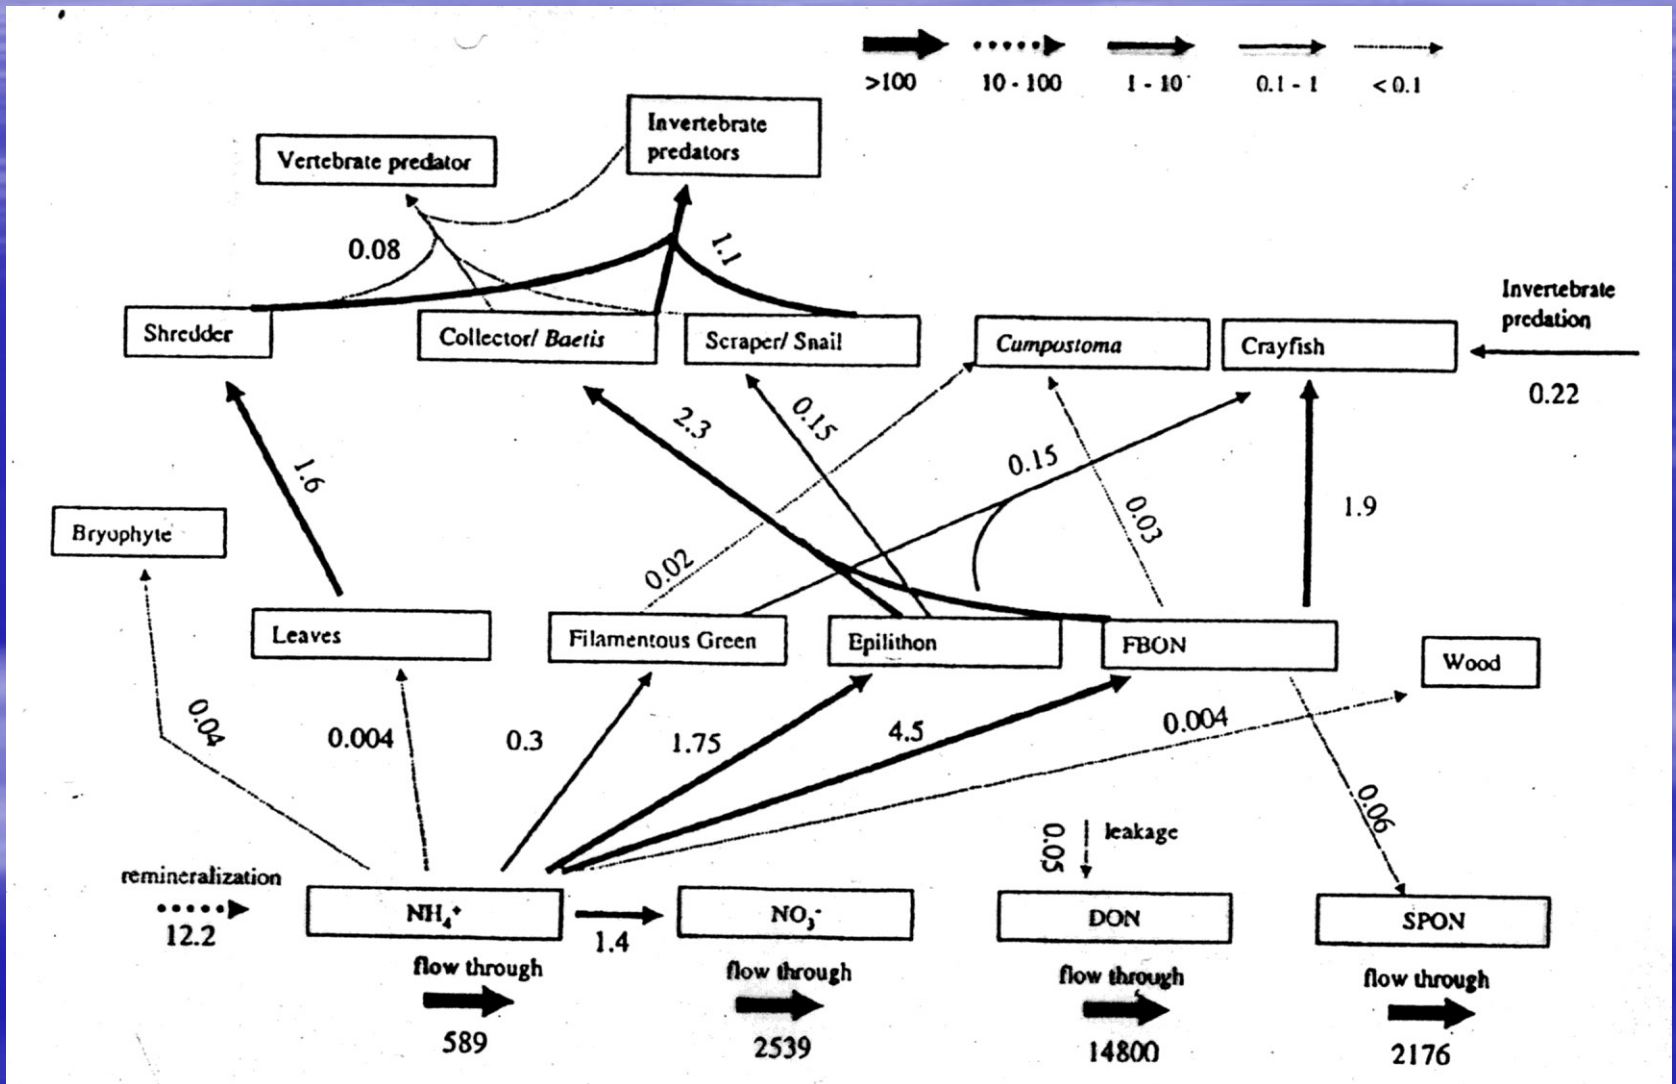 >100 10 - 100 1 - 10 0.1 - 1 < 0.1
Invertebrate
predators
Vertebrate predator
0.08
1.1
Invertebrate
predation
Shredder
Collector/ Baetis
Scraper/ Snail
Cumpostoma
Crayfish
0.22
2.3
0.15
1.6
0.15
0.03
1.9
Bryophyte
0.02
Leaves
Filamentous Green
Epilithon
FBON
Wood
0.04
0.004
0.3
1.75
4.5
0.004
0.06
0.05
leakage
remineralization
12.2
NH₄⁺
1.4
NO₃⁻
DON
SPON
flow through
flow through
flow through
flow through
589
2539
14800
2176